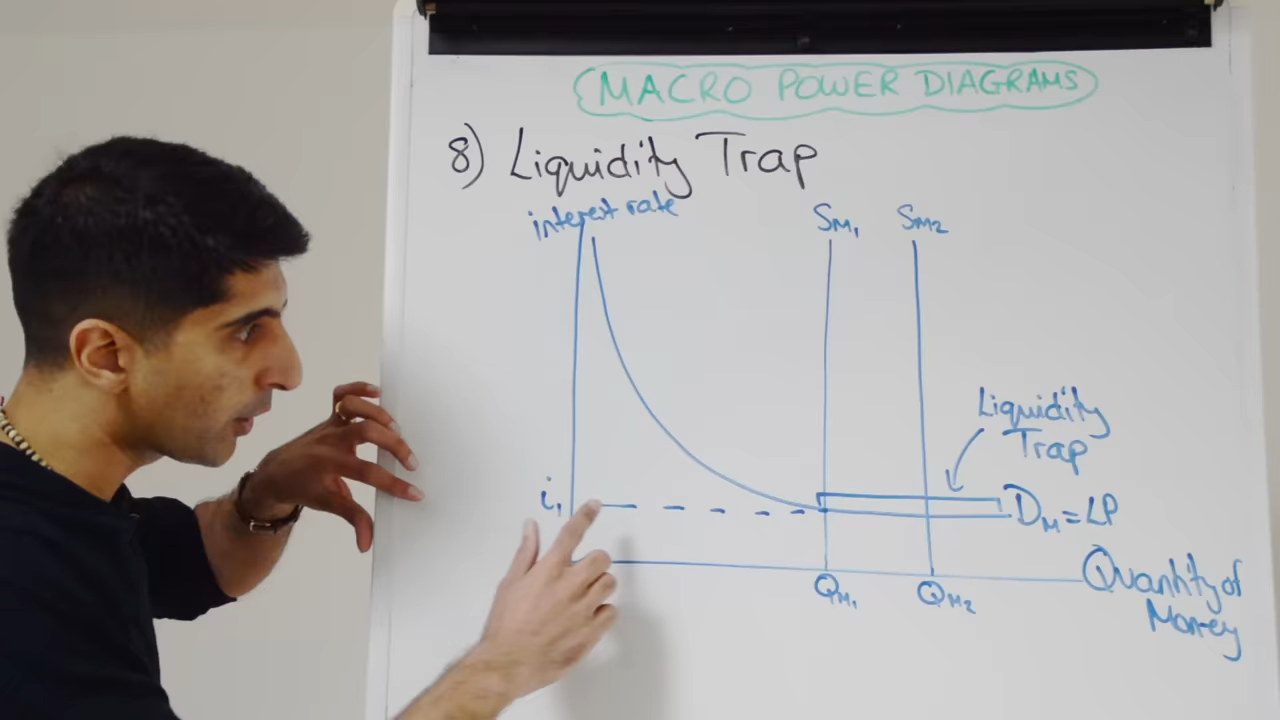 MACRO POWER DIAGRAMS
8) Liquidity Trap
interest rate
SM1 SM2
Liquidity
Trap
i1
DM = LP
QM1 QM2
Quantity of
Money